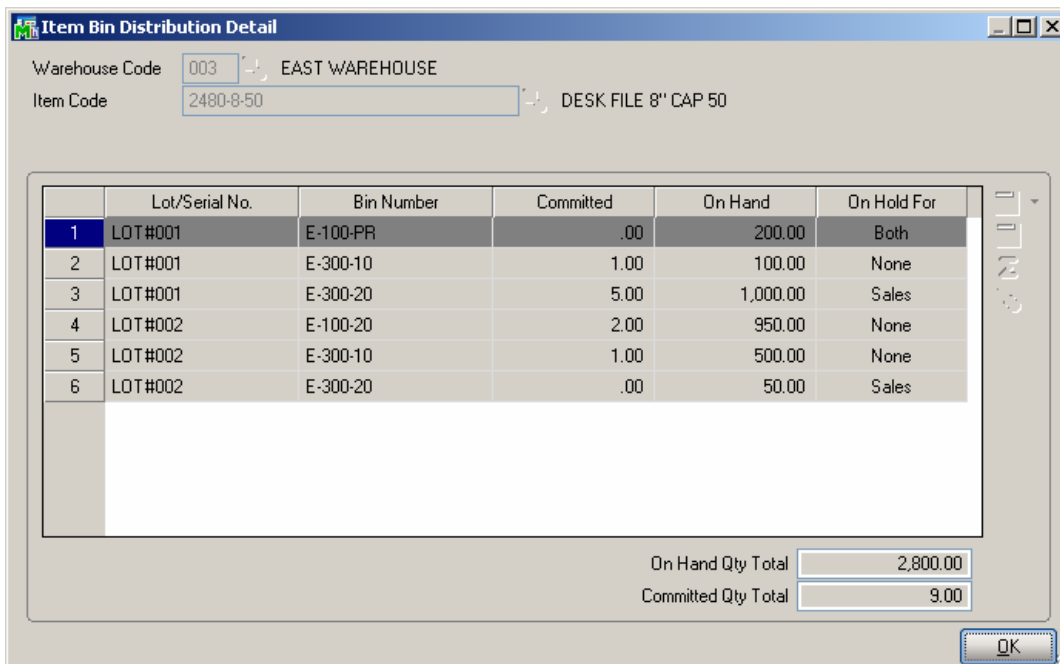 Item Bin Distribution Detail
Warehouse Code 003 EAST WAREHOUSE
Item Code 2480-8-50 DESK FILE 8" CAP 50
Lot/Serial No. Bin Number Committed On Hand On Hold For
1 LOT#001 E-100-PR .00 200.00 Both
2 LOT#001 E-300-10 1.00 100.00 None
3 LOT#001 E-300-20 5.00 1,000.00 Sales
4 LOT#002 E-100-20 2.00 950.00 None
5 LOT#002 E-300-10 1.00 500.00 None
6 LOT#002 E-300-20 .00 50.00 Sales
On Hand Qty Total 2,800.00
Committed Qty Total 9.00
OK